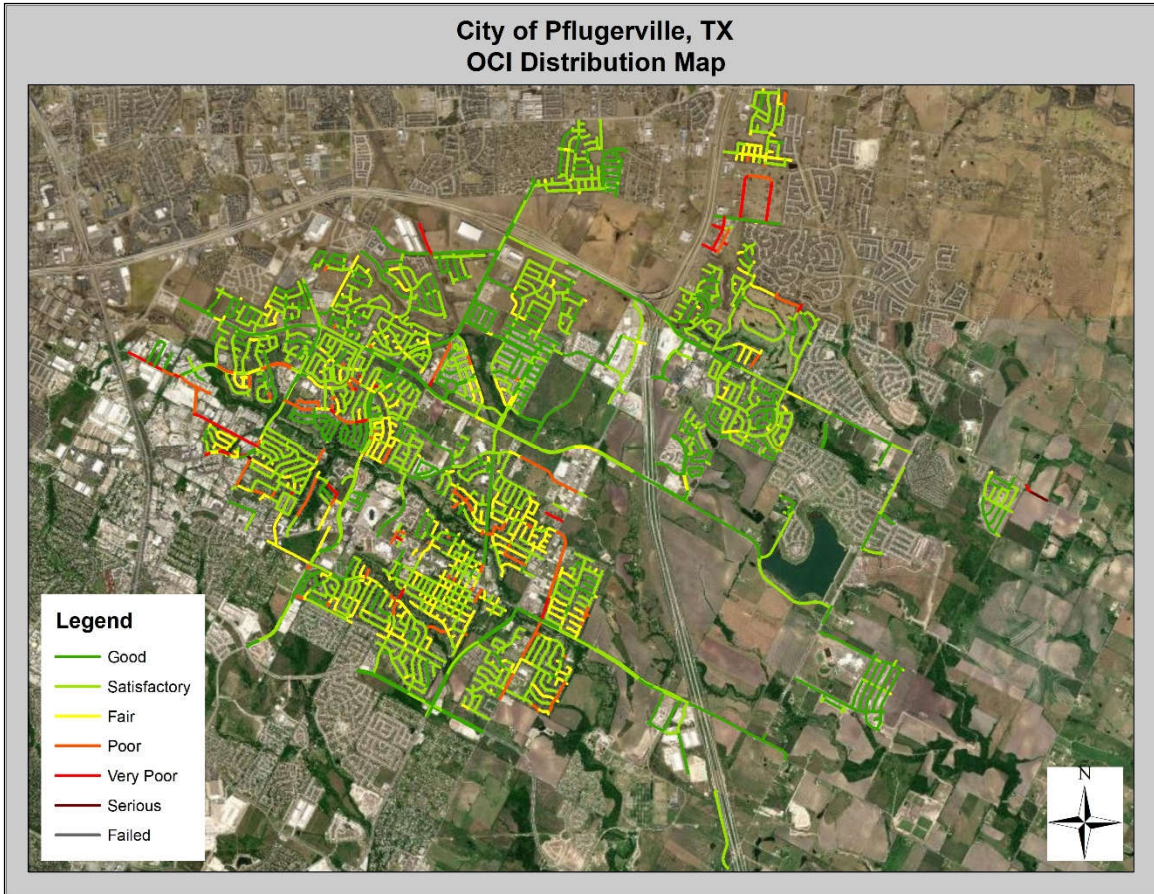 City of Pflugerville, TX
OCI Distribution Map
Legend
Good
Satisfactory
Fair
Poor
Very Poor
Serious
Failed
N